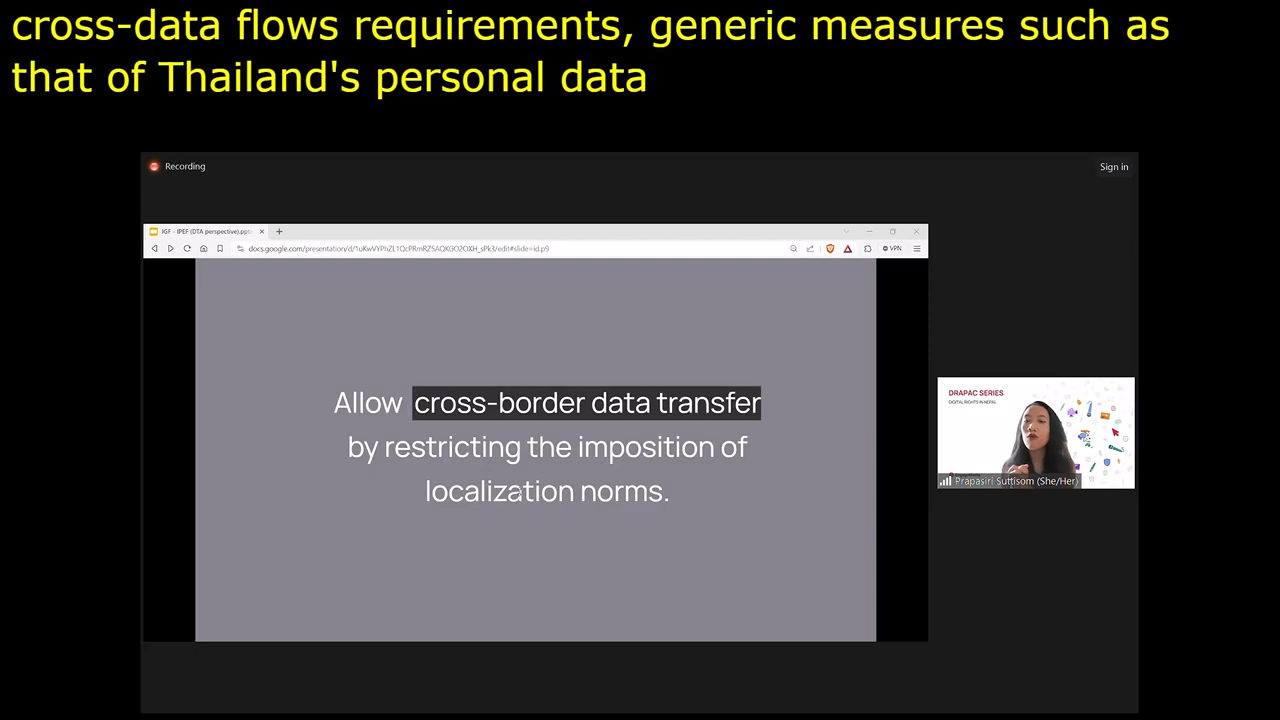 cross-data flows requirements, generic measures such as
that of Thailand's personal data
Recording
Sign in
IGF - IPEF (DTA perspective).pptx
docs.google.com/presentation/d/1uKwVYPhZL1QcPRmRZSAQKGO2OXH_sPk3/edit#slide=id.p9
VPN
Allow cross-border data transfer
by restricting the imposition of
localization norms.
DRAPAC SERIES
DIGITAL RIGHTS IN NEPAL
Prapasiri Suttisom (She/Her)